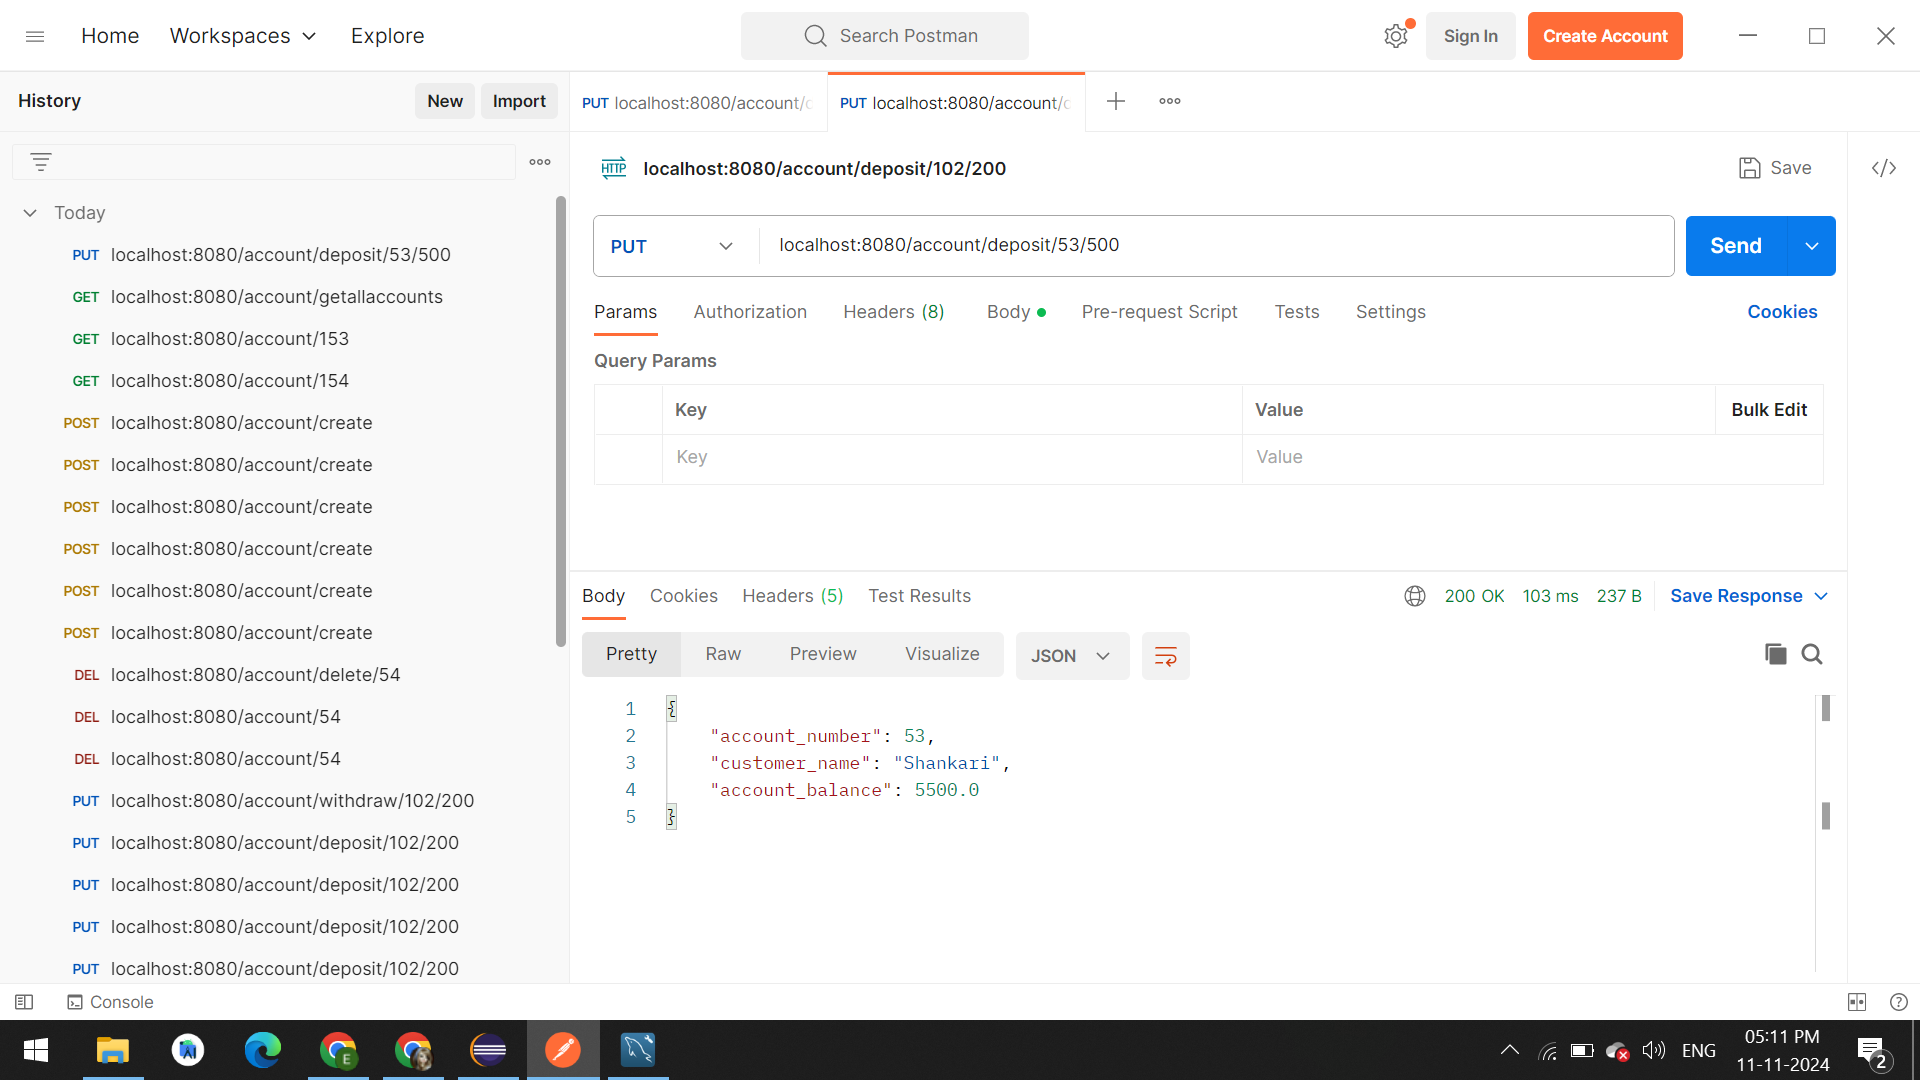 Home
Workspaces
Explore
Search Postman
Sign In
Create Account
History
New
Import
PUT localhost:8080/account/
PUT localhost:8080/account/
Today
PUT localhost:8080/account/deposit/53/500
GET localhost:8080/account/getallaccounts
GET localhost:8080/account/153
GET localhost:8080/account/154
POST localhost:8080/account/create
POST localhost:8080/account/create
POST localhost:8080/account/create
POST localhost:8080/account/create
POST localhost:8080/account/create
POST localhost:8080/account/create
DEL localhost:8080/account/delete/54
DEL localhost:8080/account/54
DEL localhost:8080/account/54
PUT localhost:8080/account/withdraw/102/200
PUT localhost:8080/account/deposit/102/200
PUT localhost:8080/account/deposit/102/200
PUT localhost:8080/account/deposit/102/200
PUT localhost:8080/account/deposit/102/200
HTTP localhost:8080/account/deposit/102/200
Save
</>
PUT
localhost:8080/account/deposit/53/500
Send
Params
Authorization
Headers (8)
Body
Pre-request Script
Tests
Settings
Cookies
Query Params
Key
Value
Bulk Edit
Key
Value
Body
Cookies
Headers (5)
Test Results
200 OK
103 ms
237 B
Save Response
Pretty
Raw
Preview
Visualize
JSON
1 {
2 "account_number": 53,
3 "customer_name": "Shankari",
4 "account_balance": 5500.0
5 }
Console
E
ENG
05:11 PM
11-11-2024
2